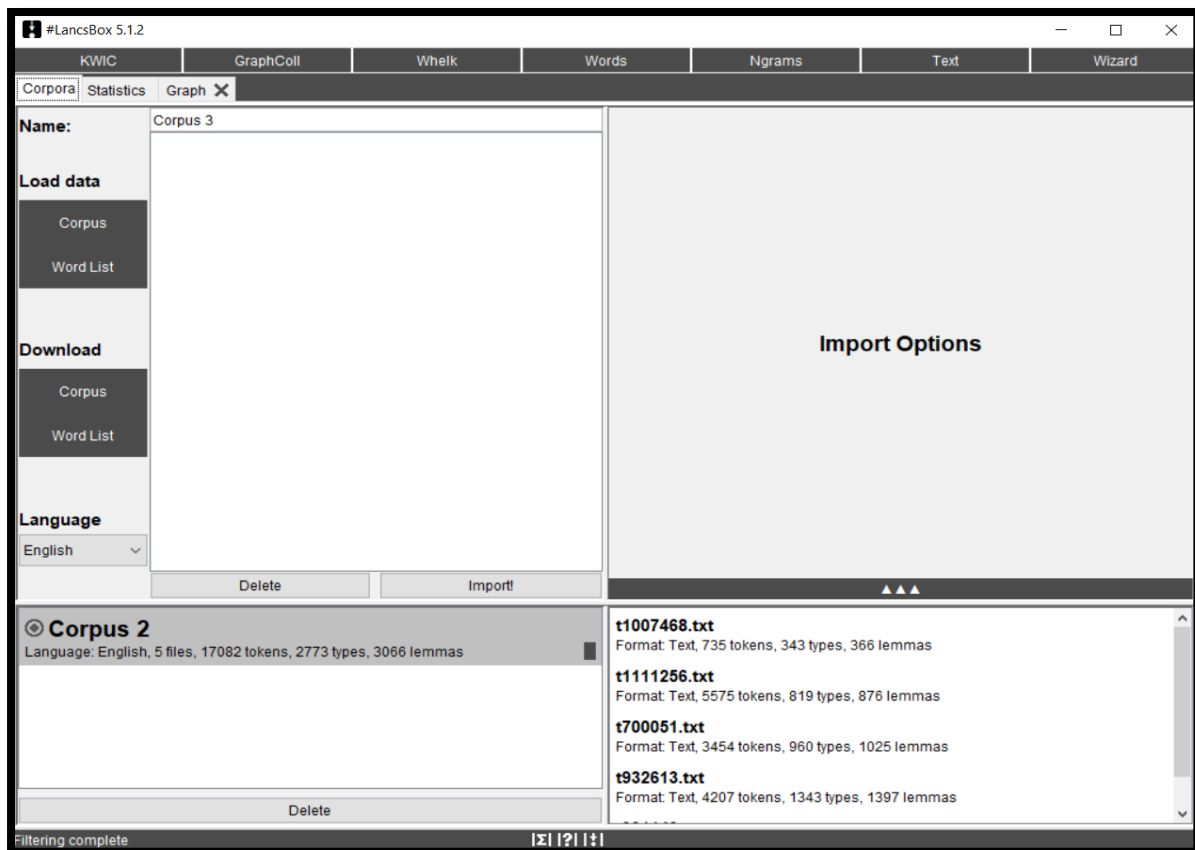 #LancsBox 5.1.2
KWIC GraphColl Whelk Words Ngrams Text Wizard
Corpora Statistics Graph
Name: Corpus 3
Load data
Corpus
Word List
Import Options
Download
Corpus
Word List
Language
English
Delete Import!
Corpus 2
Language: English, 5 files, 17082 tokens, 2773 types, 3066 lemmas
Delete
t1007468.txt
Format: Text, 735 tokens, 343 types, 366 lemmas
t1111256.txt
Format: Text, 5575 tokens, 819 types, 876 lemmas
t700051.txt
Format: Text, 3454 tokens, 960 types, 1025 lemmas
t932613.txt
Format: Text, 4207 tokens, 1343 types, 1397 lemmas
Filtering complete |Σ| |?| |‡|